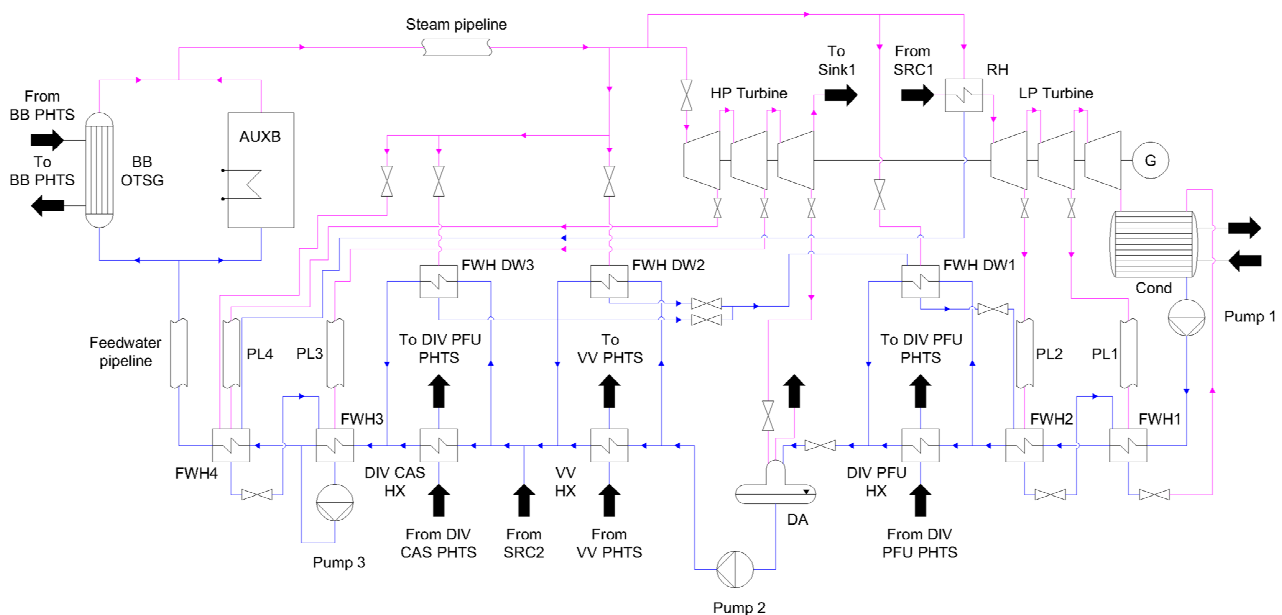 Steam pipeline
To
Sink1
From
SRC1
RH
From
BB PHTS
To
BB PHTS
BB
OTSG
AUXB
HP Turbine
LP Turbine
G
Cond
Pump 1
FWH DW3
FWH DW2
FWH DW1
Feedwater
pipeline
PL4
PL3
To DIV PFU
PHTS
To
VV PHTS
To DIV PFU
PHTS
PL2
PL1
FWH4
FWH3
DIV CAS
HX
VV
HX
DIV PFU
HX
FWH2
FWH1
DA
From DIV
CAS PHTS
From
SRC2
From
VV PHTS
From DIV
PFU PHTS
Pump 3
Pump 2